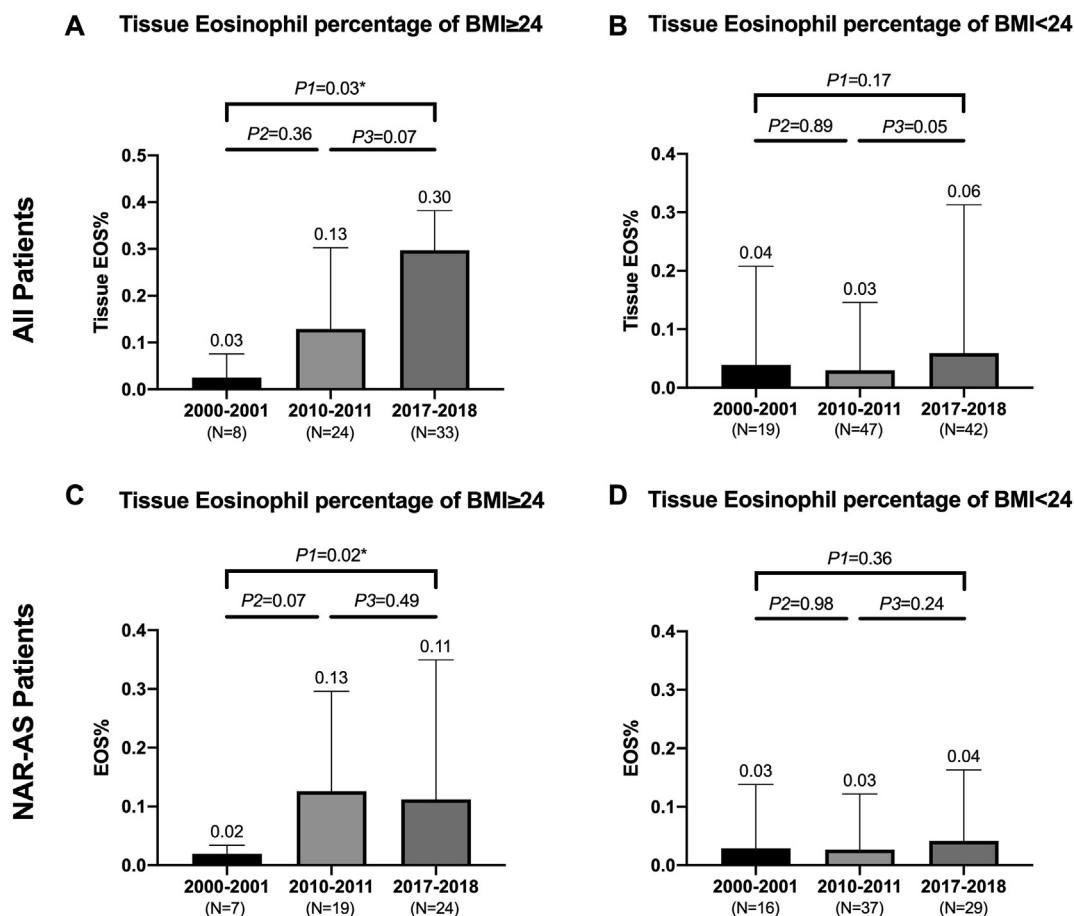 A Tissue Eosinophil percentage of BMI≥24
P1=0.03*
P2=0.36 P3=0.07
All Patients
Tissue EOS%
0.5
0.4
0.3
0.2
0.1
0.0
0.03
0.13
0.30
2000-2001 2010-2011 2017-2018
(N=8) (N=24) (N=33)
B Tissue Eosinophil percentage of BMI<24
P1=0.17
P2=0.89 P3=0.05
Tissue EOS%
0.4
0.3
0.2
0.1
0.0
0.04
0.03
0.06
2000-2001 2010-2011 2017-2018
(N=19) (N=47) (N=42)
C Tissue Eosinophil percentage of BMI≥24
P1=0.02*
P2=0.07 P3=0.49
NAR-AS Patients
EOS%
0.4
0.3
0.2
0.1
0.0
0.02
0.13
0.11
2000-2001 2010-2011 2017-2018
(N=7) (N=19) (N=24)
D Tissue Eosinophil percentage of BMI<24
P1=0.36
P2=0.98 P3=0.24
EOS%
0.4
0.3
0.2
0.1
0.0
0.03
0.03
0.04
2000-2001 2010-2011 2017-2018
(N=16) (N=37) (N=29)